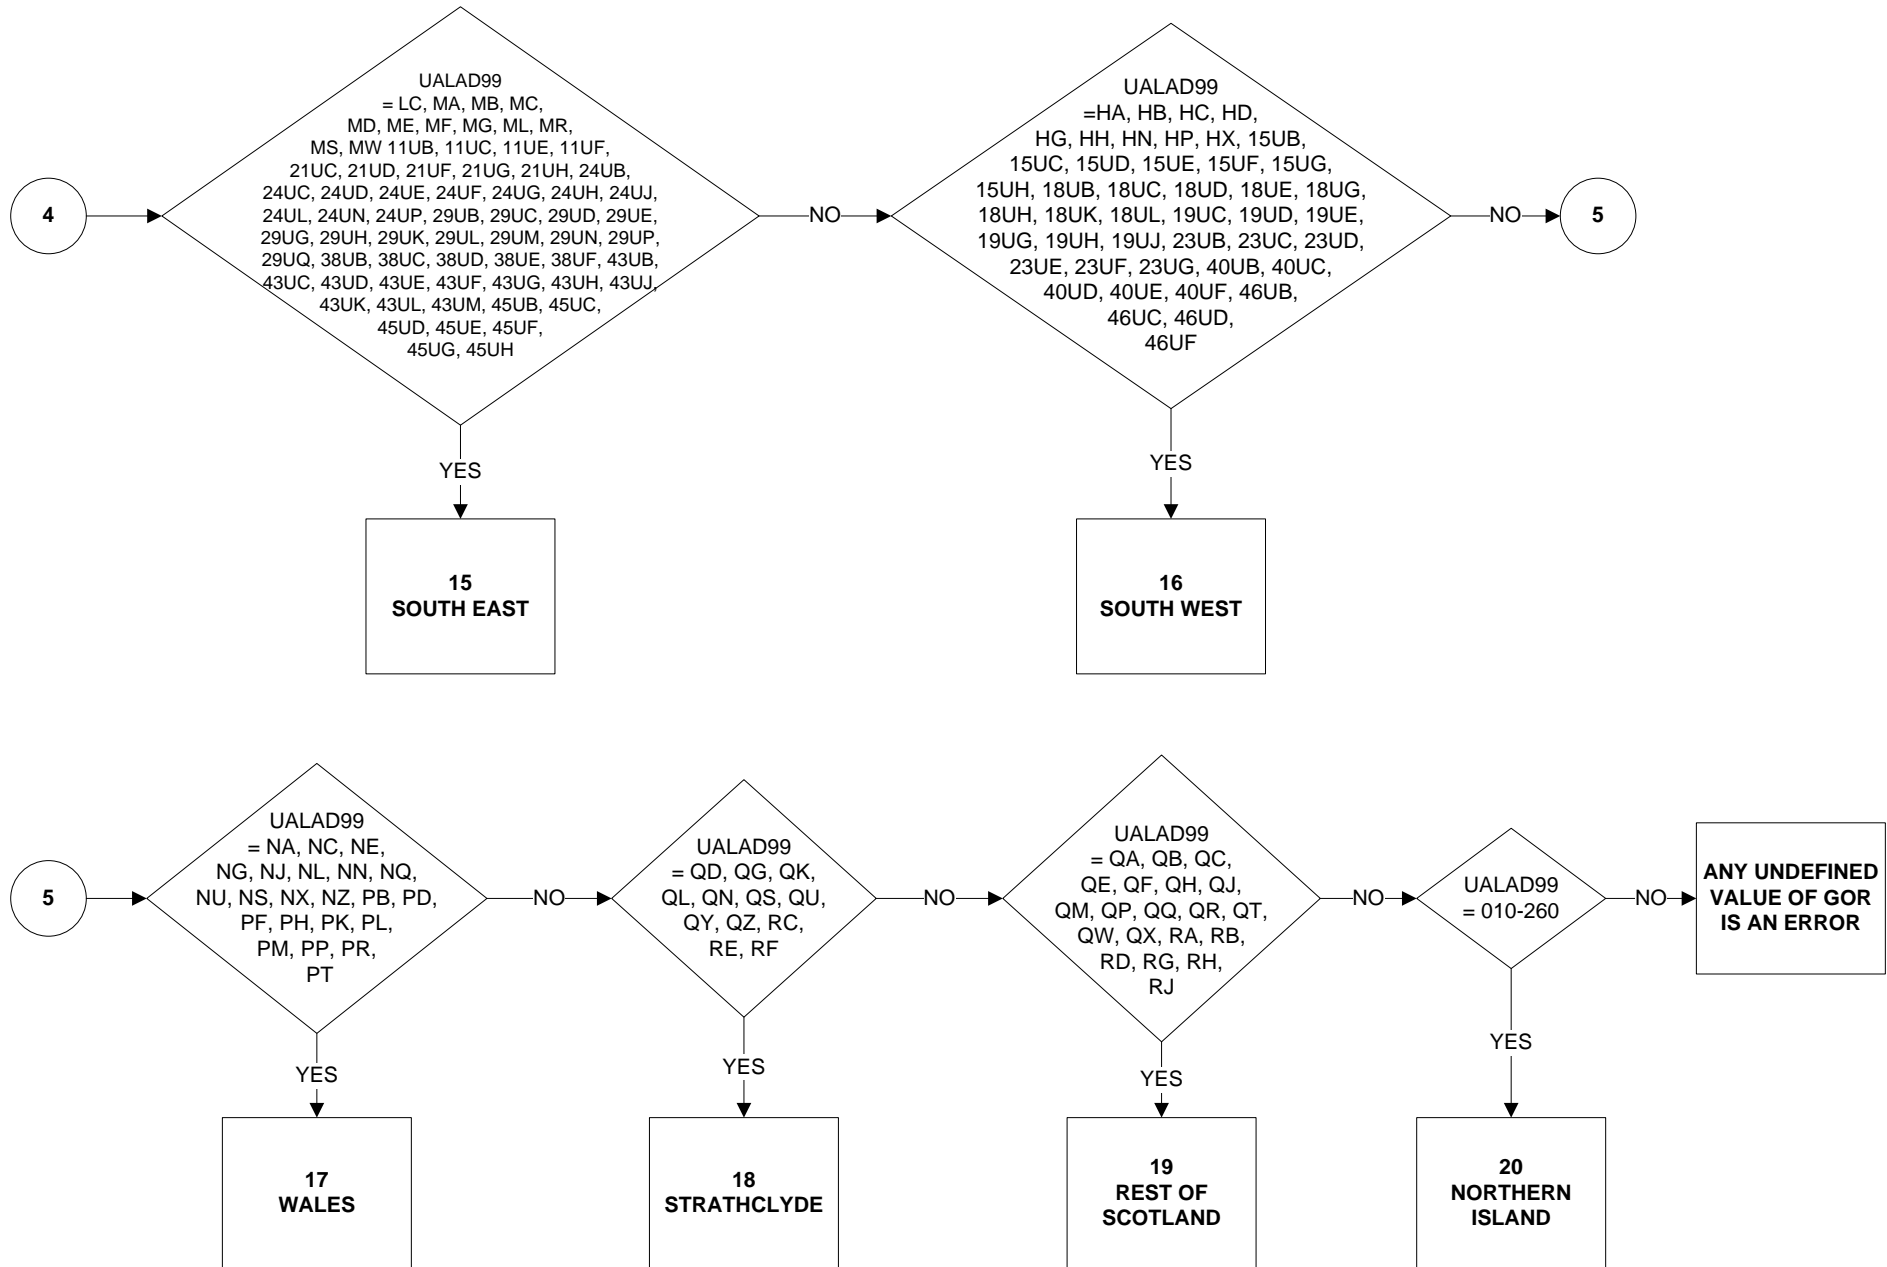 4
UALAD99
= LC, MA, MB, MC,
MD, ME, MF, MG, ML, MR,
MS, MW 11UB, 11UC, 11UE, 11UF,
21UC, 21UD, 21UF, 21UG, 21UH, 24UB,
24UC, 24UD, 24UE, 24UF, 24UG, 24UH, 24UJ,
24UL, 24UN, 24UP, 29UB, 29UC, 29UD, 29UE,
29UG, 29UH, 29UK, 29UL, 29UM, 29UN, 29UP,
29UQ, 38UB, 38UC, 38UD, 38UE, 38UF, 43UB,
43UC, 43UD, 43UE, 43UF, 43UG, 43UH, 43UJ,
43UK, 43UL, 43UM, 45UB, 45UC,
45UD, 45UE, 45UF,
45UG, 45UH
NO
UALAD99
=HA, HB, HC, HD,
HG, HH, HN, HP, HX, 15UB,
15UC, 15UD, 15UE, 15UF, 15UG,
15UH, 18UB, 18UC, 18UD, 18UE, 18UG,
18UH, 18UK, 18UL, 19UC, 19UD, 19UE,
19UG, 19UH, 19UJ, 23UB, 23UC, 23UD,
23UE, 23UF, 23UG, 40UB, 40UC,
40UD, 40UE, 40UF, 46UB,
46UC, 46UD,
46UF
NO
5
YES
YES
15
SOUTH EAST
16
SOUTH WEST
5
UALAD99
= NA, NC, NE,
NG, NJ, NL, NN, NQ,
NU, NS, NX, NZ, PB, PD,
PF, PH, PK, PL,
PM, PP, PR,
PT
NO
UALAD99
= QD, QG, QK,
QL, QN, QS, QU,
QY, QZ, RC,
RE, RF
NO
UALAD99
= QA, QB, QC,
QE, QF, QH, QJ,
QM, QP, QQ, QR, QT,
QW, QX, RA, RB,
RD, RG, RH,
RJ
NO
UALAD99
= 010-260
NO
ANY UNDEFINED
VALUE OF GOR
IS AN ERROR
YES
YES
YES
YES
17
WALES
18
STRATHCLYDE
19
REST OF
SCOTLAND
20
NORTHERN
ISLAND